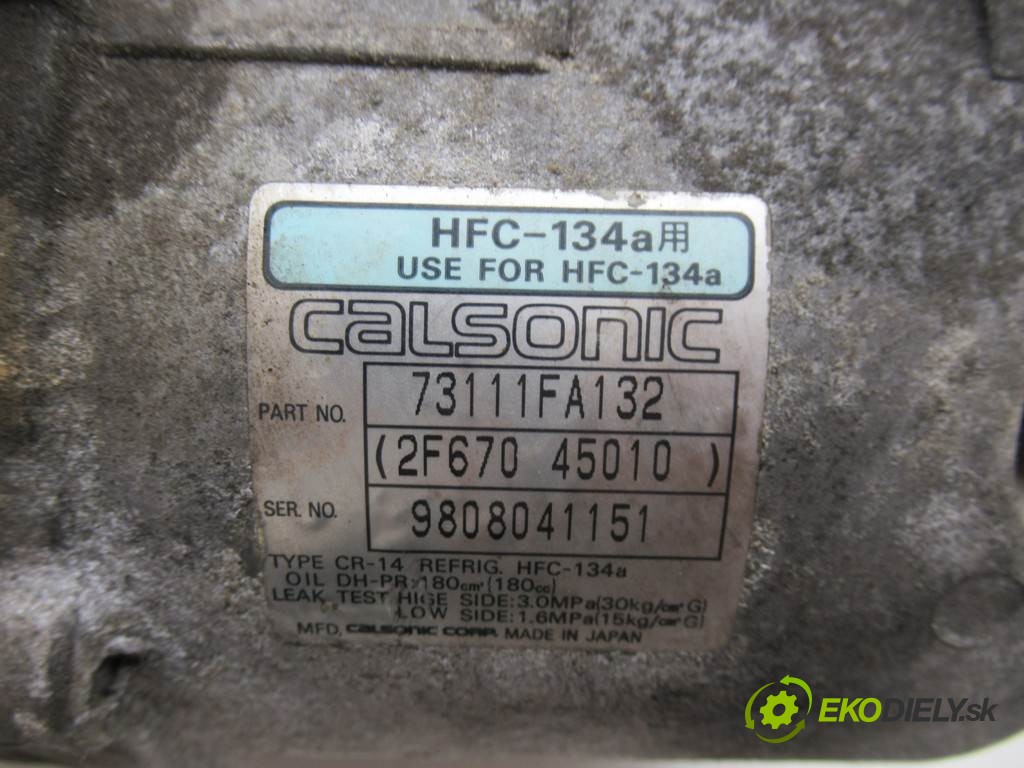 HFC-134a用
USE FOR HFC-134a
CALSONIC
PART NO. 73111FA132
(2F670 45010 )
SER. NO. 9808041151
TYPE CR-14 REFRIG. HFC-134a
OIL DH-PR 180cm³(180cc)
LEAK TEST HIGE SIDE:3.0MPa(30kg/cm²G)
LOW SIDE:1.6MPa(15kg/cm²G)
MFD. CALSONIC CORP. MADE IN JAPAN
EKODIELY.sk